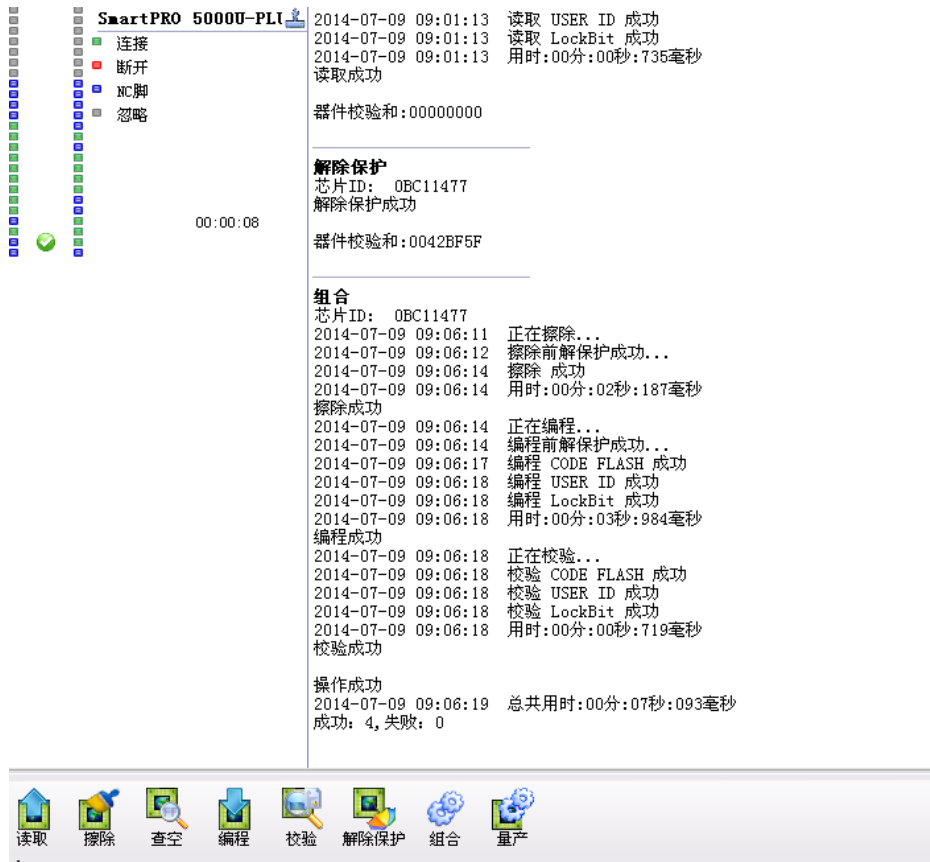 SmartPRO 5000U-PLU
连接
断开
NC脚
忽略
00:00:08
2014-07-09 09:01:13 读取 USER ID 成功
2014-07-09 09:01:13 读取 LockBit 成功
2014-07-09 09:01:13 用时:00分:00秒:735毫秒
读取成功
器件校验和:00000000
解除保护
芯片ID: 0BC11477
解除保护成功
器件校验和:0042BF5F
组合
芯片ID: 0BC11477
2014-07-09 09:06:11 正在擦除...
2014-07-09 09:06:12 擦除前解保护成功...
2014-07-09 09:06:14 擦除 成功
2014-07-09 09:06:14 用时:00分:02秒:187毫秒
擦除成功
2014-07-09 09:06:14 正在编程...
2014-07-09 09:06:14 编程前解保护成功...
2014-07-09 09:06:17 编程 CODE FLASH 成功
2014-07-09 09:06:18 编程 USER ID 成功
2014-07-09 09:06:18 编程 LockBit 成功
2014-07-09 09:06:18 用时:00分:03秒:984毫秒
编程成功
2014-07-09 09:06:18 正在校验...
2014-07-09 09:06:18 校验 CODE FLASH 成功
2014-07-09 09:06:18 校验 USER ID 成功
2014-07-09 09:06:18 校验 LockBit 成功
2014-07-09 09:06:18 用时:00分:00秒:719毫秒
校验成功
操作成功
2014-07-09 09:06:19 总共用时:00分:07秒:093毫秒
成功: 4,失败: 0
读取 擦除 查空 编程 校验 解除保护 组合 量产